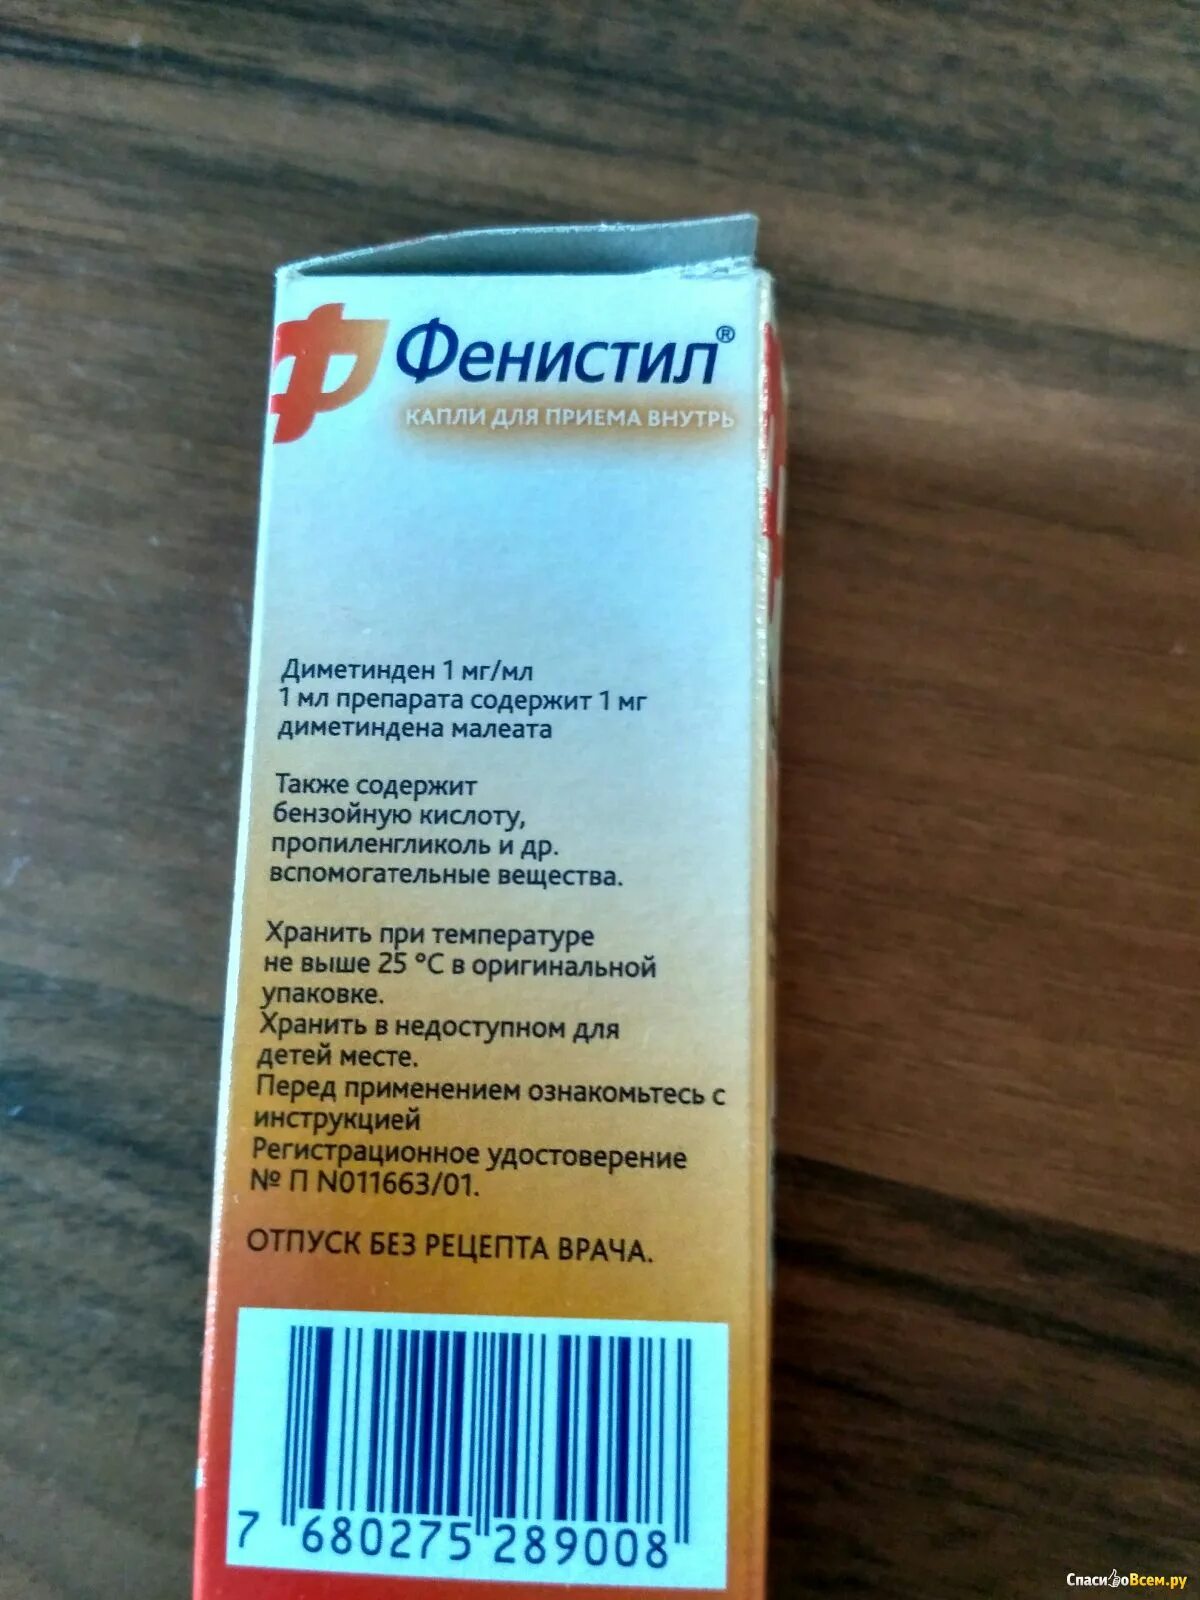 Фенистил®
КАПЛИ ДЛЯ ПРИЕМА ВНУТРЬ
Диметинден 1 мг/мл
1 мл препарата содержит 1 мг
диметиндена малеата
Также содержит
бензойную кислоту,
пропиленгликоль и др.
вспомогательные вещества.
Хранить при температуре
не выше 25 °C в оригинальной
упаковке.
Хранить в недоступном для
детей месте.
Перед применением ознакомьтесь с
инструкцией
Регистрационное удостоверение
№ П N011663/01.
ОТПУСК БЕЗ РЕЦЕПТА ВРАЧА.
7 680275 289008
СпасибоВсем.ру